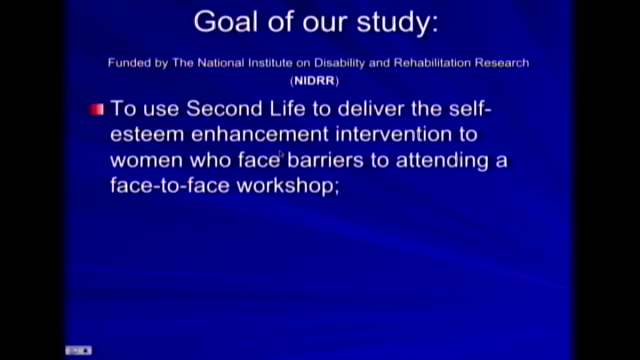 Goal of our study:
Funded by The National Institute on Disability and Rehabilitation Research
(NIDRR)
To use Second Life to deliver the self-
esteem enhancement intervention to
women who face barriers to attending a
face-to-face workshop;